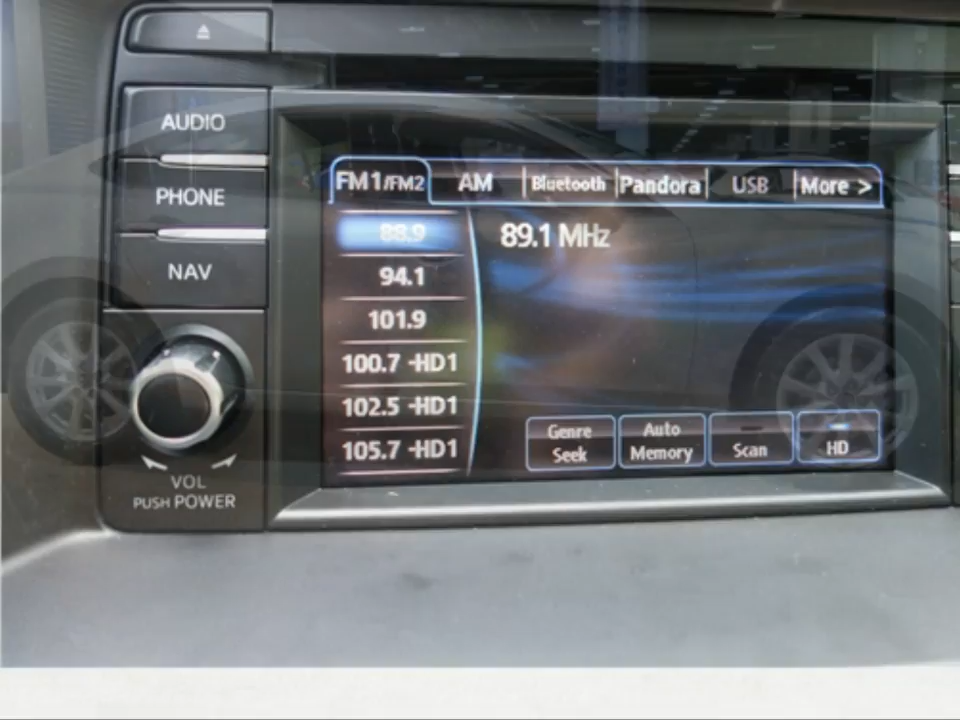 AUDIO
PHONE
NAV
VOL
PUSH POWER
FM1/FM2 AM Bluetooth Pandora USB More >
88.9
89.1 MHz
94.1
101.9
100.7 -HD1
102.5 -HD1
105.7 -HD1
Genre Seek
Auto Memory
Scan
HD